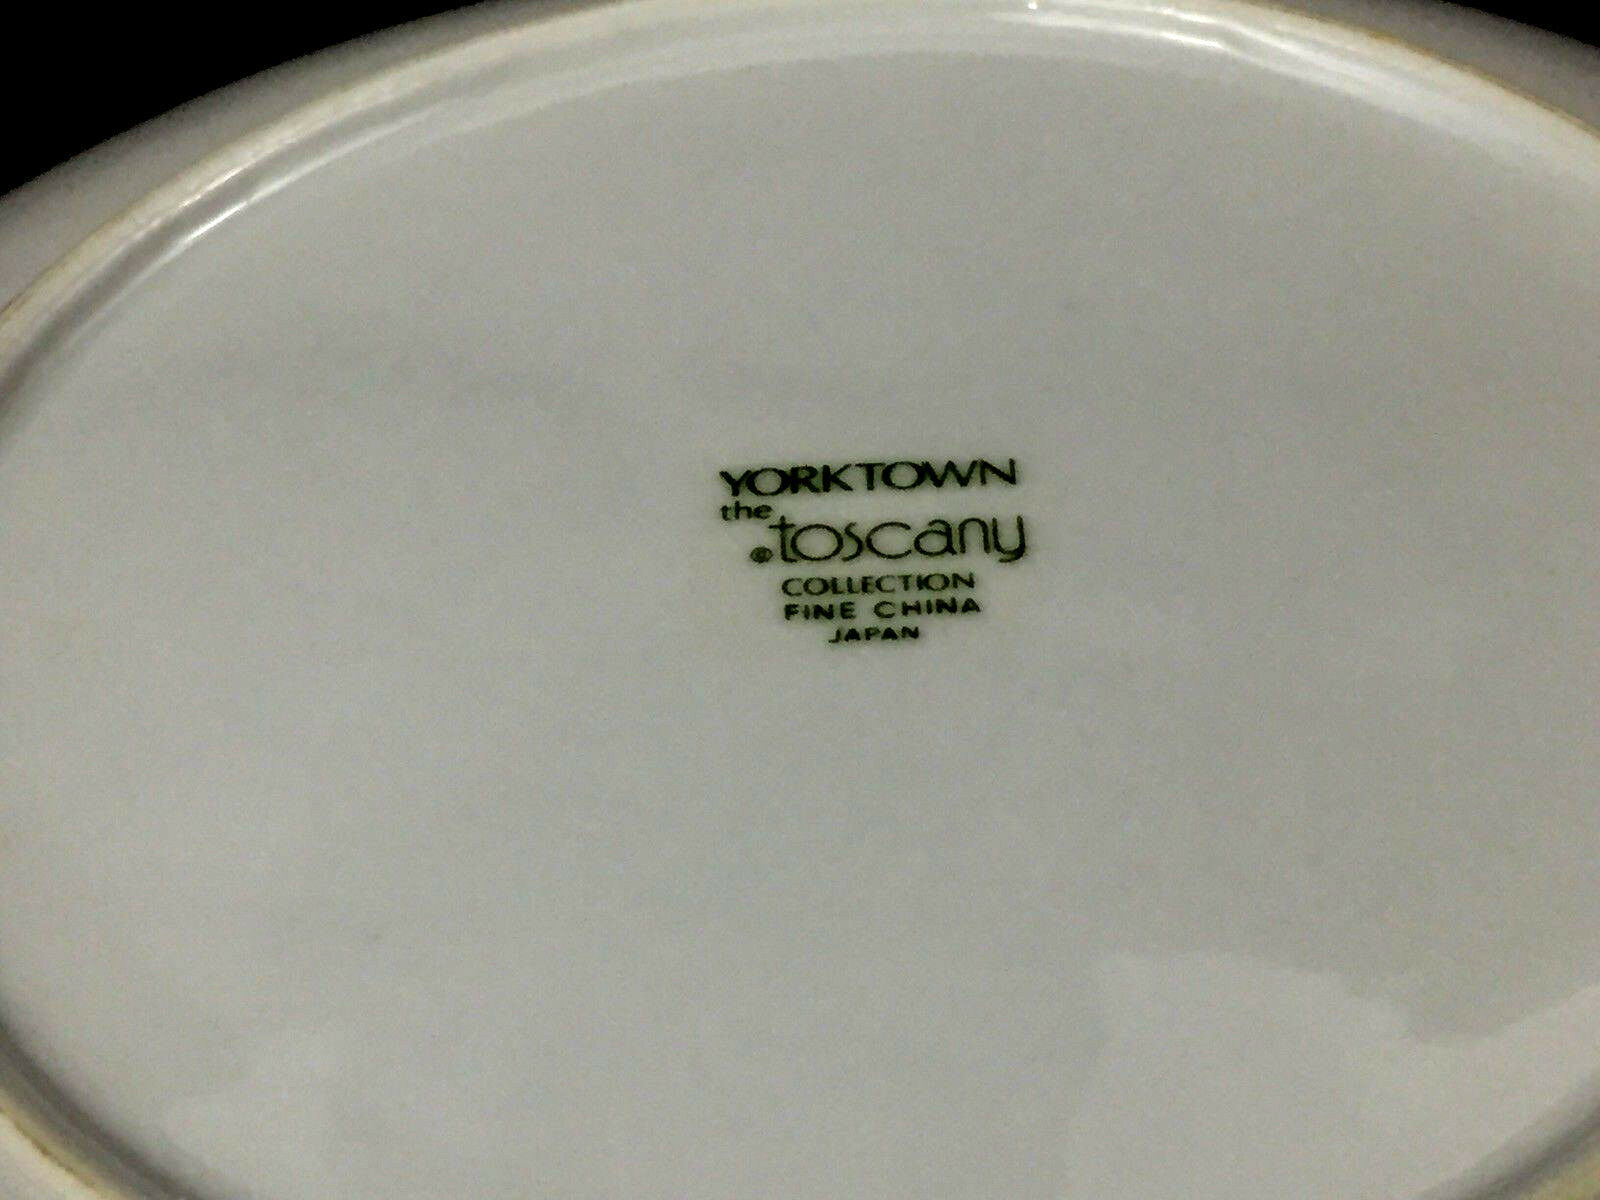 YORKTOWN
the
®toscany
COLLECTION
FINE CHINA
JAPAN